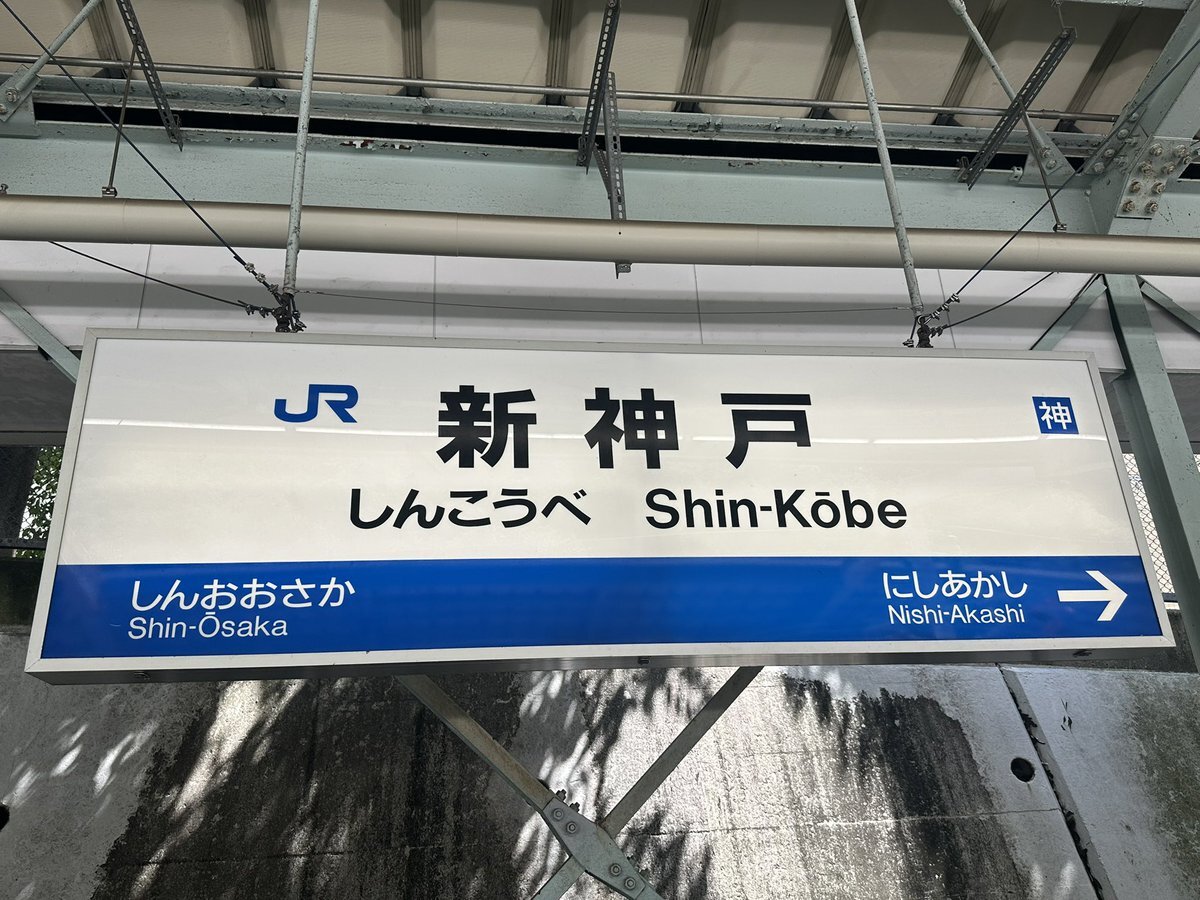 JR 新神戸 神
しんこうべ Shin-Kōbe
しんおおさか にしあかし →
Shin-Ōsaka Nishi-Akashi